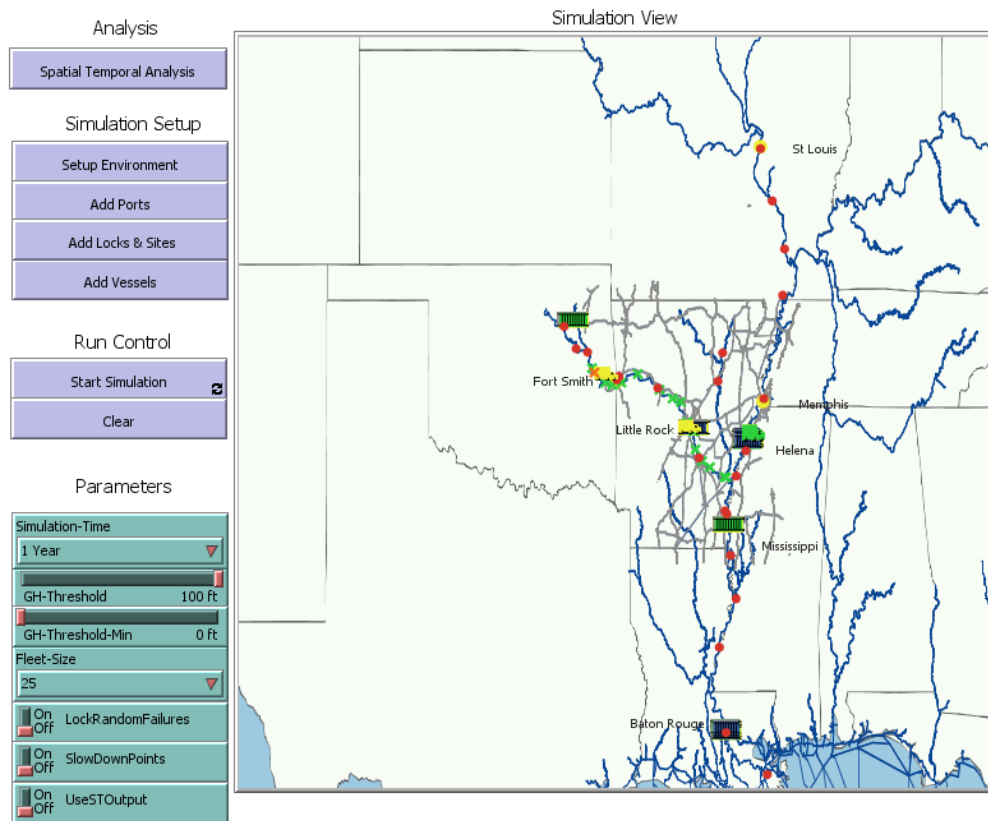 Analysis
Spatial Temporal Analysis
Simulation Setup
Setup Environment
Add Ports
Add Locks & Sites
Add Vessels
Run Control
Start Simulation
Clear
Parameters
Simulation-Time
1 Year
GH-Threshold 100 ft
GH-Threshold-Min 0 ft
Fleet-Size
25
On
Off
LockRandomFailures
On
Off
SlowDownPoints
On
Off
UseSTOutput
Simulation View
St Louis
Fort Smith
Memphis
Little Rock
Helena
Mississippi
Baton Rouge